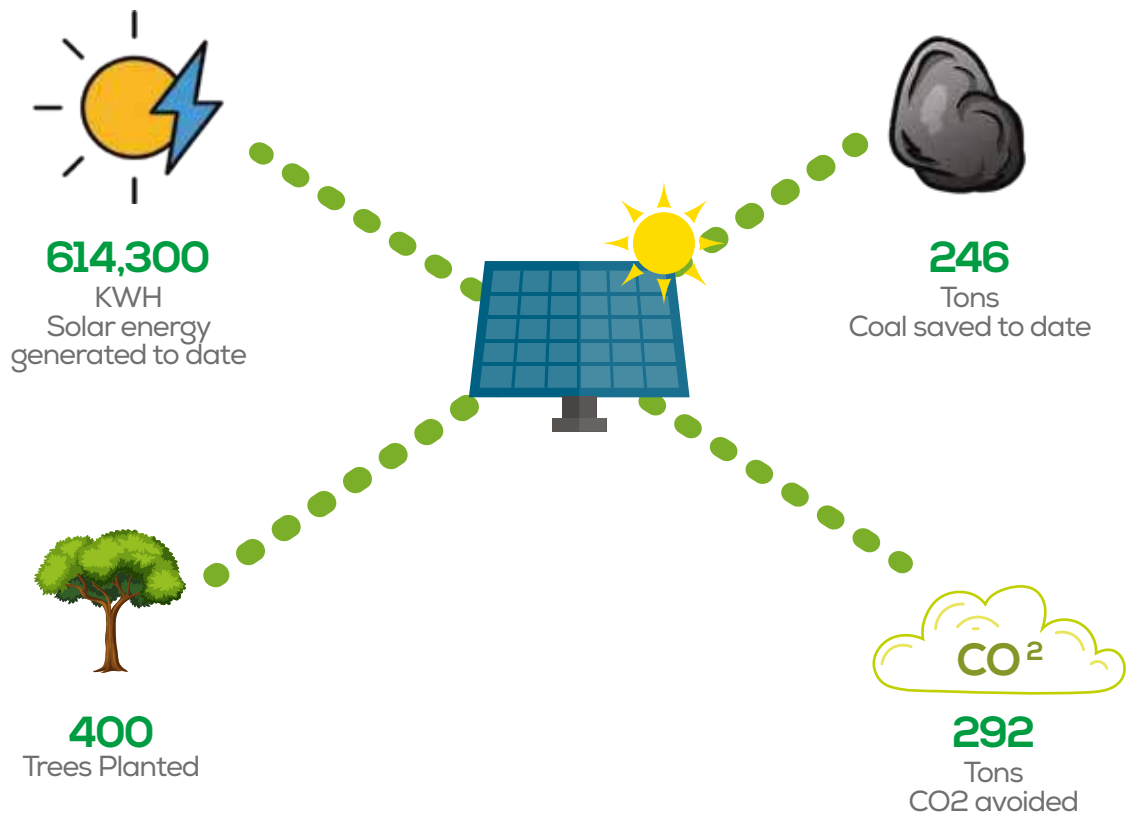 614,300
KWH
Solar energy
generated to date
246
Tons
Coal saved to date
400
Trees Planted
CO²
292
Tons
CO2 avoided